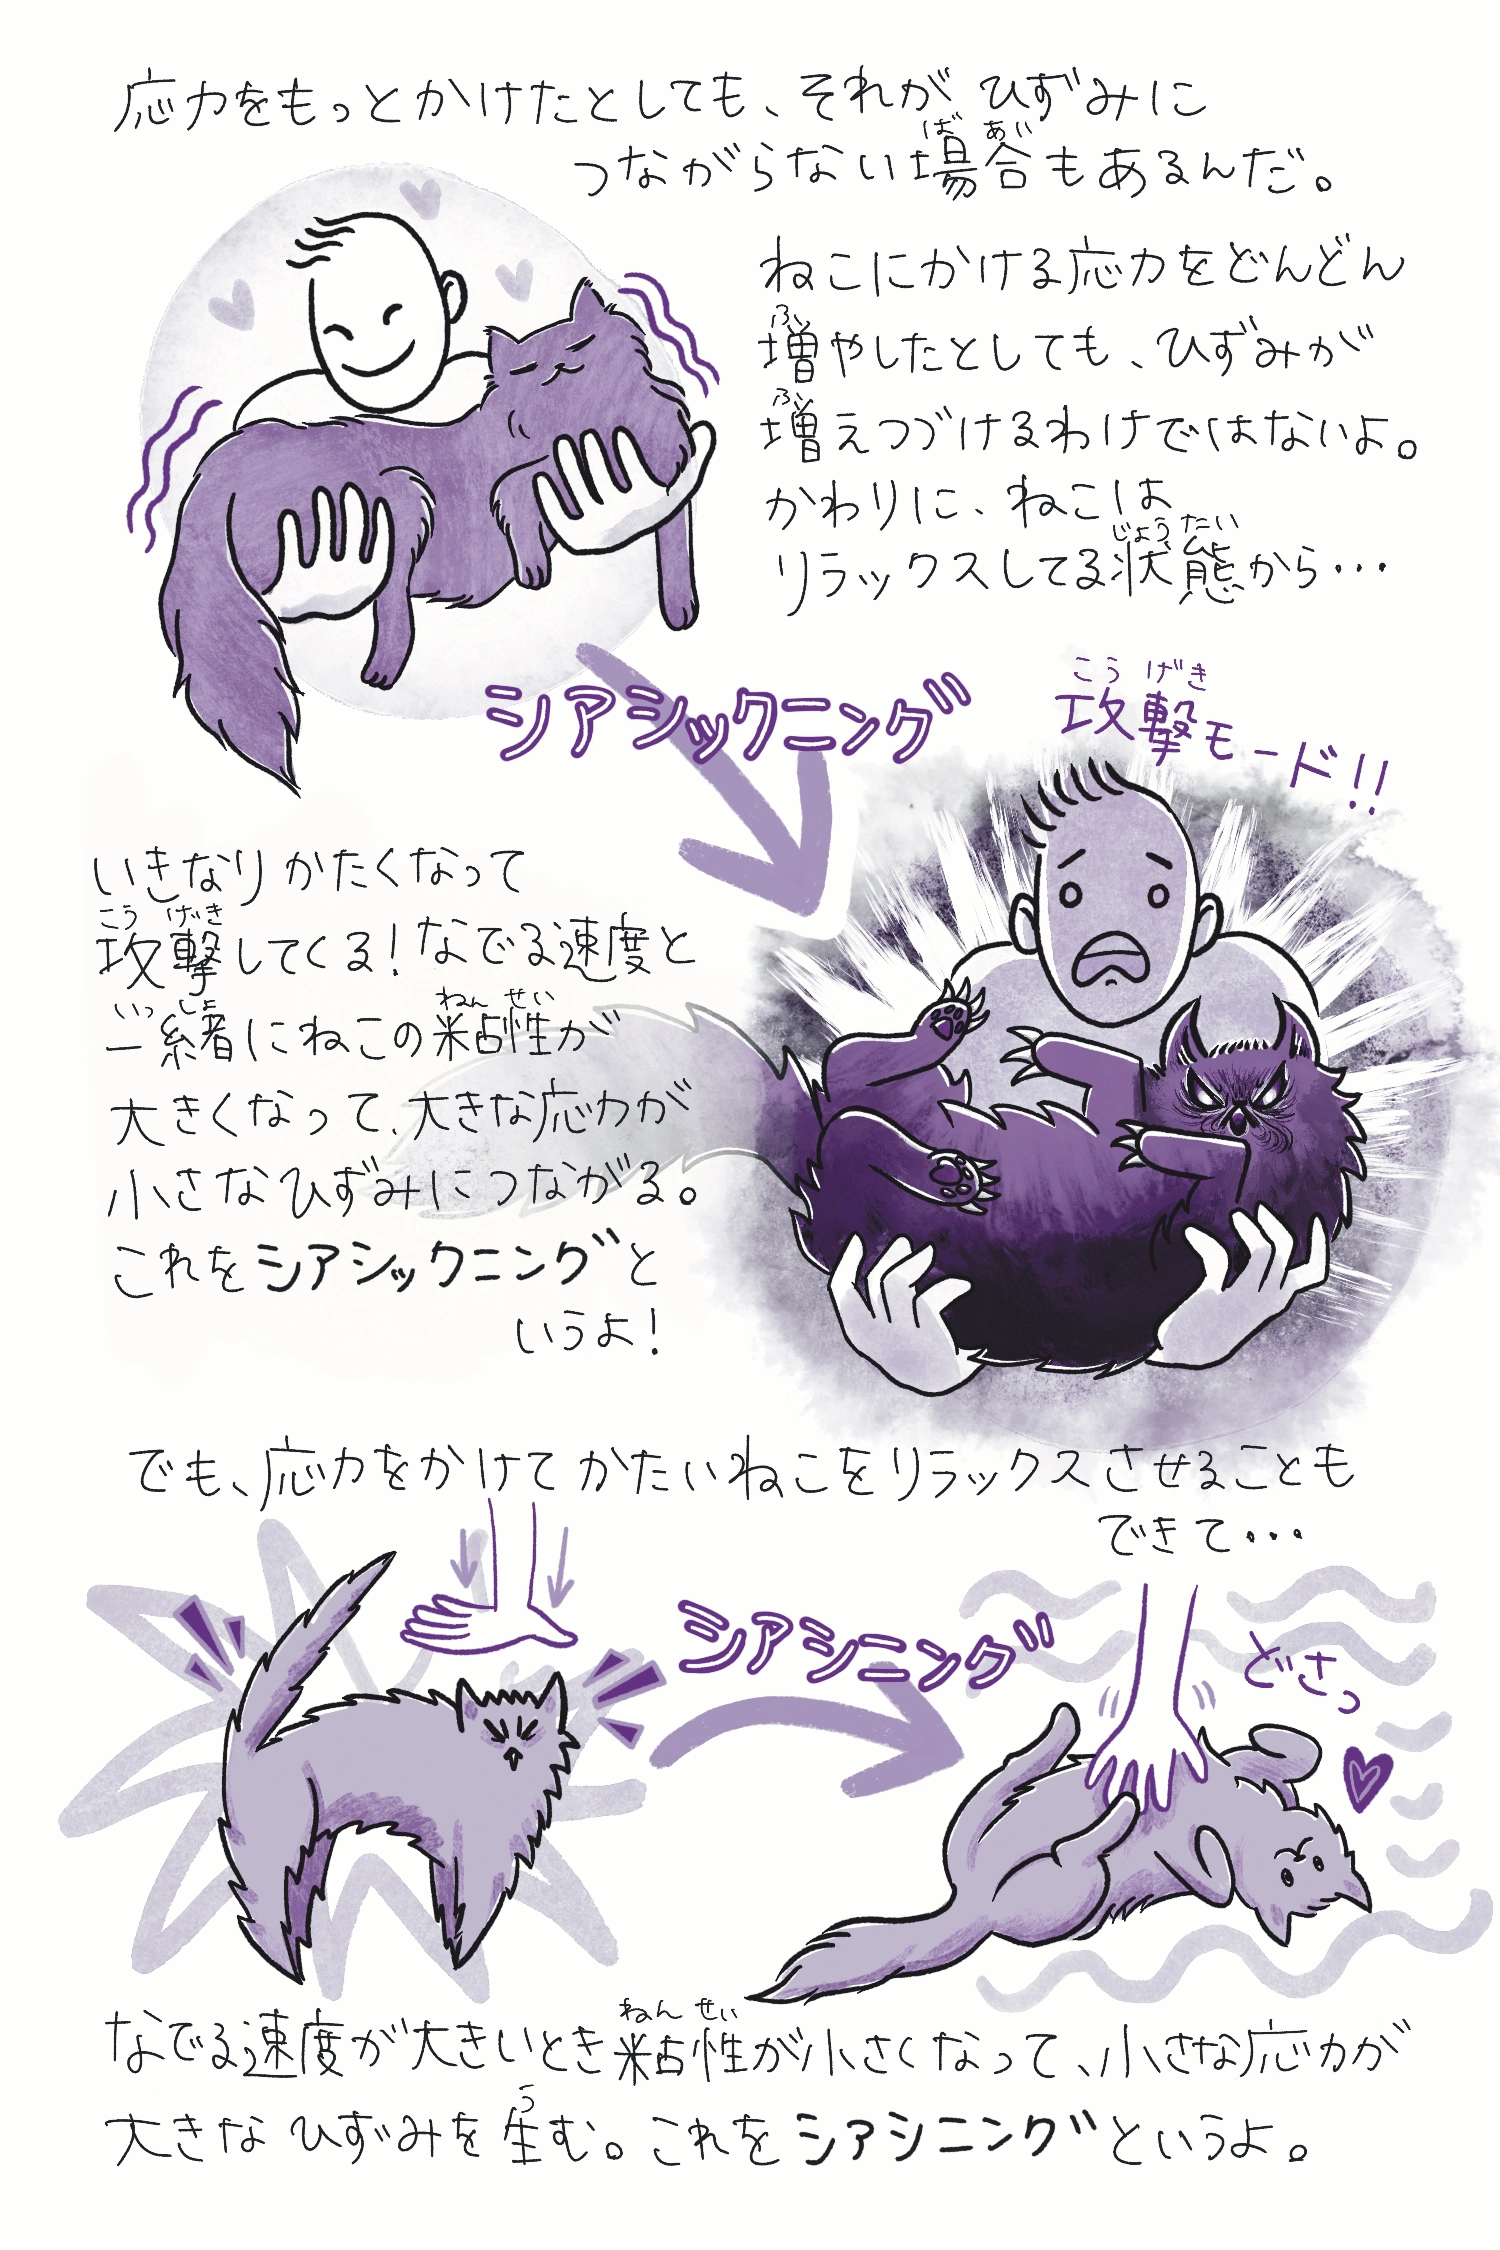 応力をもっとかけたとしても、それが ひずみに
つながらない場合もあるんだ。
ばあい
ねこにかける応力をどんどん
ふ
増やしたとしても、ひずみが
ふ
増えつづけるわけではないよ。
かわりに、ねこは
じょうたい
リラックスしてる状態から・・・
シアシックニング
こうげき
攻撃モード!!
いきなりかたくなって
こうげき
攻撃してくる!なでる速度と
いっしょ ねんせい
一緒にねこの粘性が
大きくなって、大きな応力が
小さなひずみにつながる。
これをシアシックニングと
いうよ!
でも、応力をかけてかたいねこをリラックスさせることも
できて・・・
シアシニング
どさっ
ねんせい
なでる速度が大きいとき粘性が小さくなって、小さな応力が
う
大きなひずみを生む。これをシアシニングというよ。